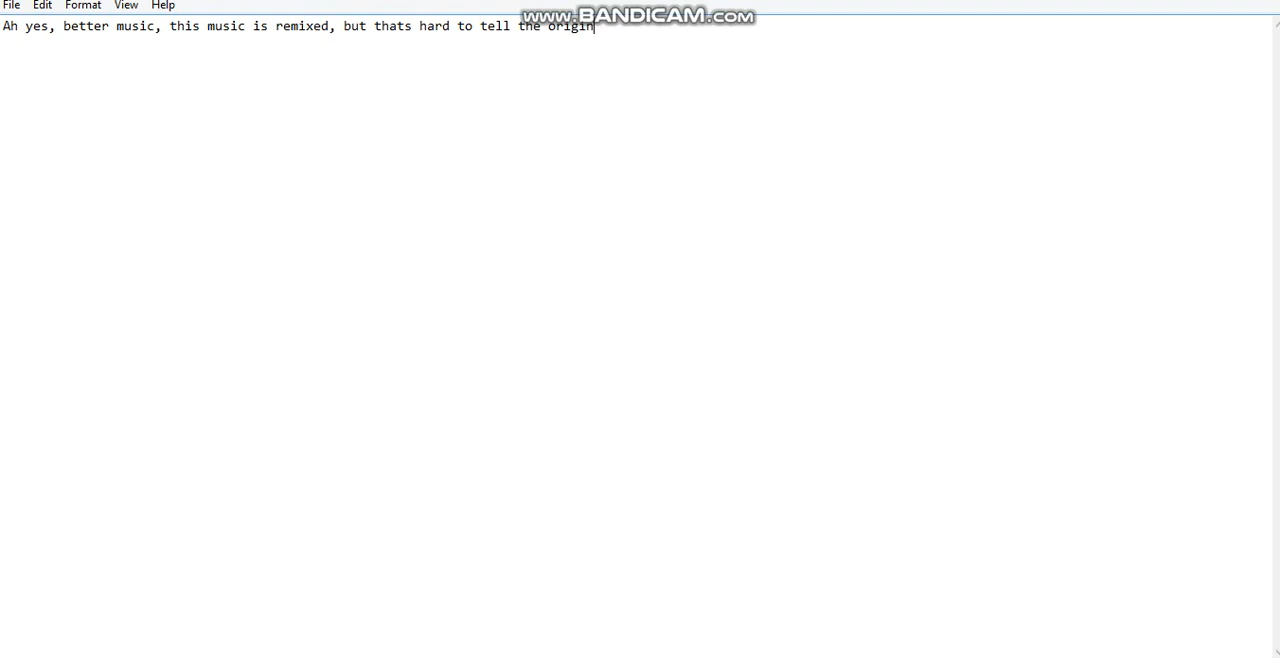 File Edit Format View Help
www.BANDICAM.com
Ah yes, better music, this music is remixed, but thats hard to tell the origin